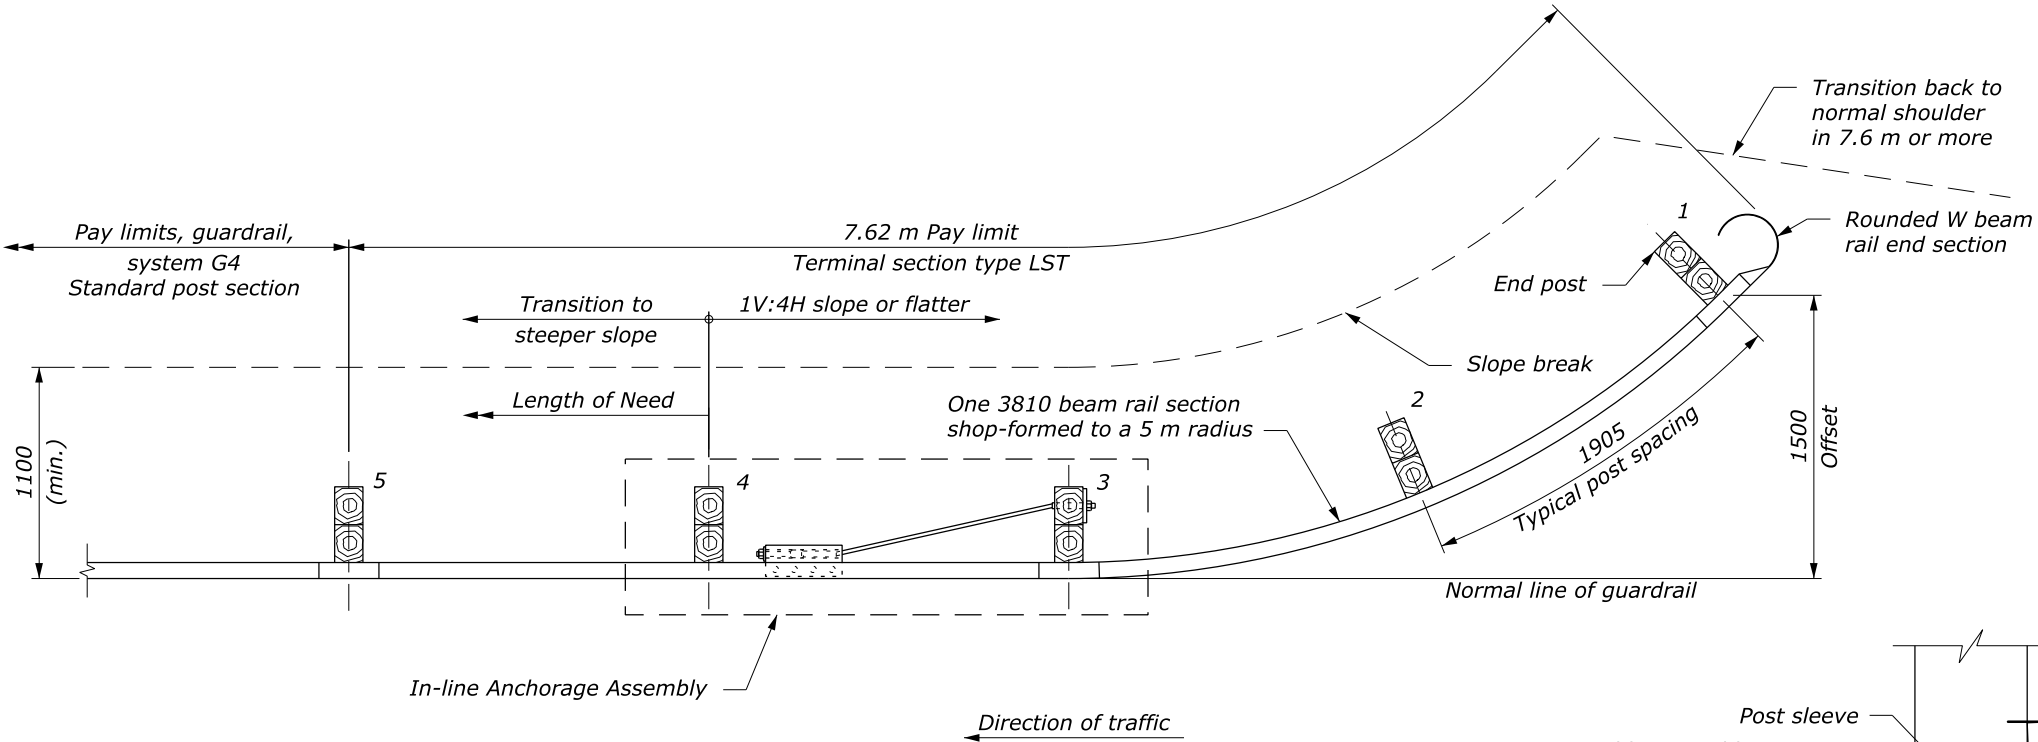 Transition back to
normal shoulder
in 7.6 m or more
Pay limits, guardrail,
system G4
Standard post section
7.62 m Pay limit
Terminal section type LST
1
Rounded W beam
rail end section
End post
Transition to
steeper slope
1V:4H slope or flatter
Slope break
Length of Need
One 3810 beam rail section
shop-formed to a 5 m radius
2
1905
Typical post spacing
1500
Offset
1100
(min.)
5
4
3
Normal line of guardrail
In-line Anchorage Assembly
Direction of traffic
Post sleeve